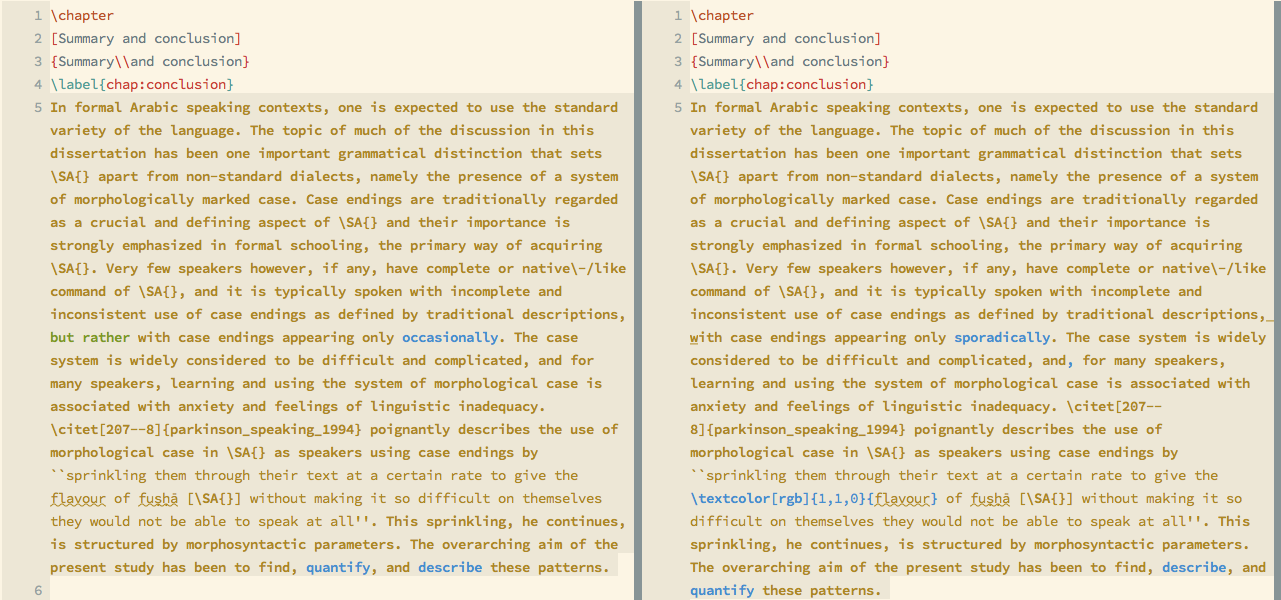 1 \chapter
2 [Summary and conclusion]
3 {Summary\\and conclusion}
4 \label{chap:conclusion}
5 In formal Arabic speaking contexts, one is expected to use the standard
variety of the language. The topic of much of the discussion in this
dissertation has been one important grammatical distinction that sets
\SA{} apart from non-standard dialects, namely the presence of a system
of morphologically marked case. Case endings are traditionally regarded
as a crucial and defining aspect of \SA{} and their importance is
strongly emphasized in formal schooling, the primary way of acquiring
\SA{}. Very few speakers however, if any, have complete or native\-/like
command of \SA{}, and it is typically spoken with incomplete and
inconsistent use of case endings as defined by traditional descriptions,
but rather with case endings appearing only occasionally. The case
system is widely considered to be difficult and complicated, and for
many speakers, learning and using the system of morphological case is
associated with anxiety and feelings of linguistic inadequacy.
\citet[207--8]{parkinson_speaking_1994} poignantly describes the use of
morphological case in \SA{} as speakers using case endings by
``sprinkling them through their text at a certain rate to give the
flavour of fuṣḥā [\SA{}] without making it so difficult on themselves
they would not be able to speak at all''. This sprinkling, he continues,
is structured by morphosyntactic parameters. The overarching aim of the
present study has been to find, quantify, and describe these patterns.
6
1 \chapter
2 [Summary and conclusion]
3 {Summary\\and conclusion}
4 \label{chap:conclusion}
5 In formal Arabic speaking contexts, one is expected to use the standard
variety of the language. The topic of much of the discussion in this
dissertation has been one important grammatical distinction that sets
\SA{} apart from non-standard dialects, namely the presence of a system
of morphologically marked case. Case endings are traditionally regarded
as a crucial and defining aspect of \SA{} and their importance is
strongly emphasized in formal schooling, the primary way of acquiring
\SA{}. Very few speakers however, if any, have complete or native\-/like
command of \SA{}, and it is typically spoken with incomplete and
inconsistent use of case endings as defined by traditional descriptions,
with case endings appearing only sporadically. The case system is widely
considered to be difficult and complicated, and, for many speakers,
learning and using the system of morphological case is associated with
anxiety and feelings of linguistic inadequacy. \citet[207--
8]{parkinson_speaking_1994} poignantly describes the use of
morphological case in \SA{} as speakers using case endings by
``sprinkling them through their text at a certain rate to give the
\textcolor[rgb]{1,1,0}{flavour} of fuṣḥā [\SA{}] without making it so
difficult on themselves they would not be able to speak at all''. This
sprinkling, he continues, is structured by morphosyntactic parameters.
The overarching aim of the present study has been to find, describe, and
quantify these patterns.